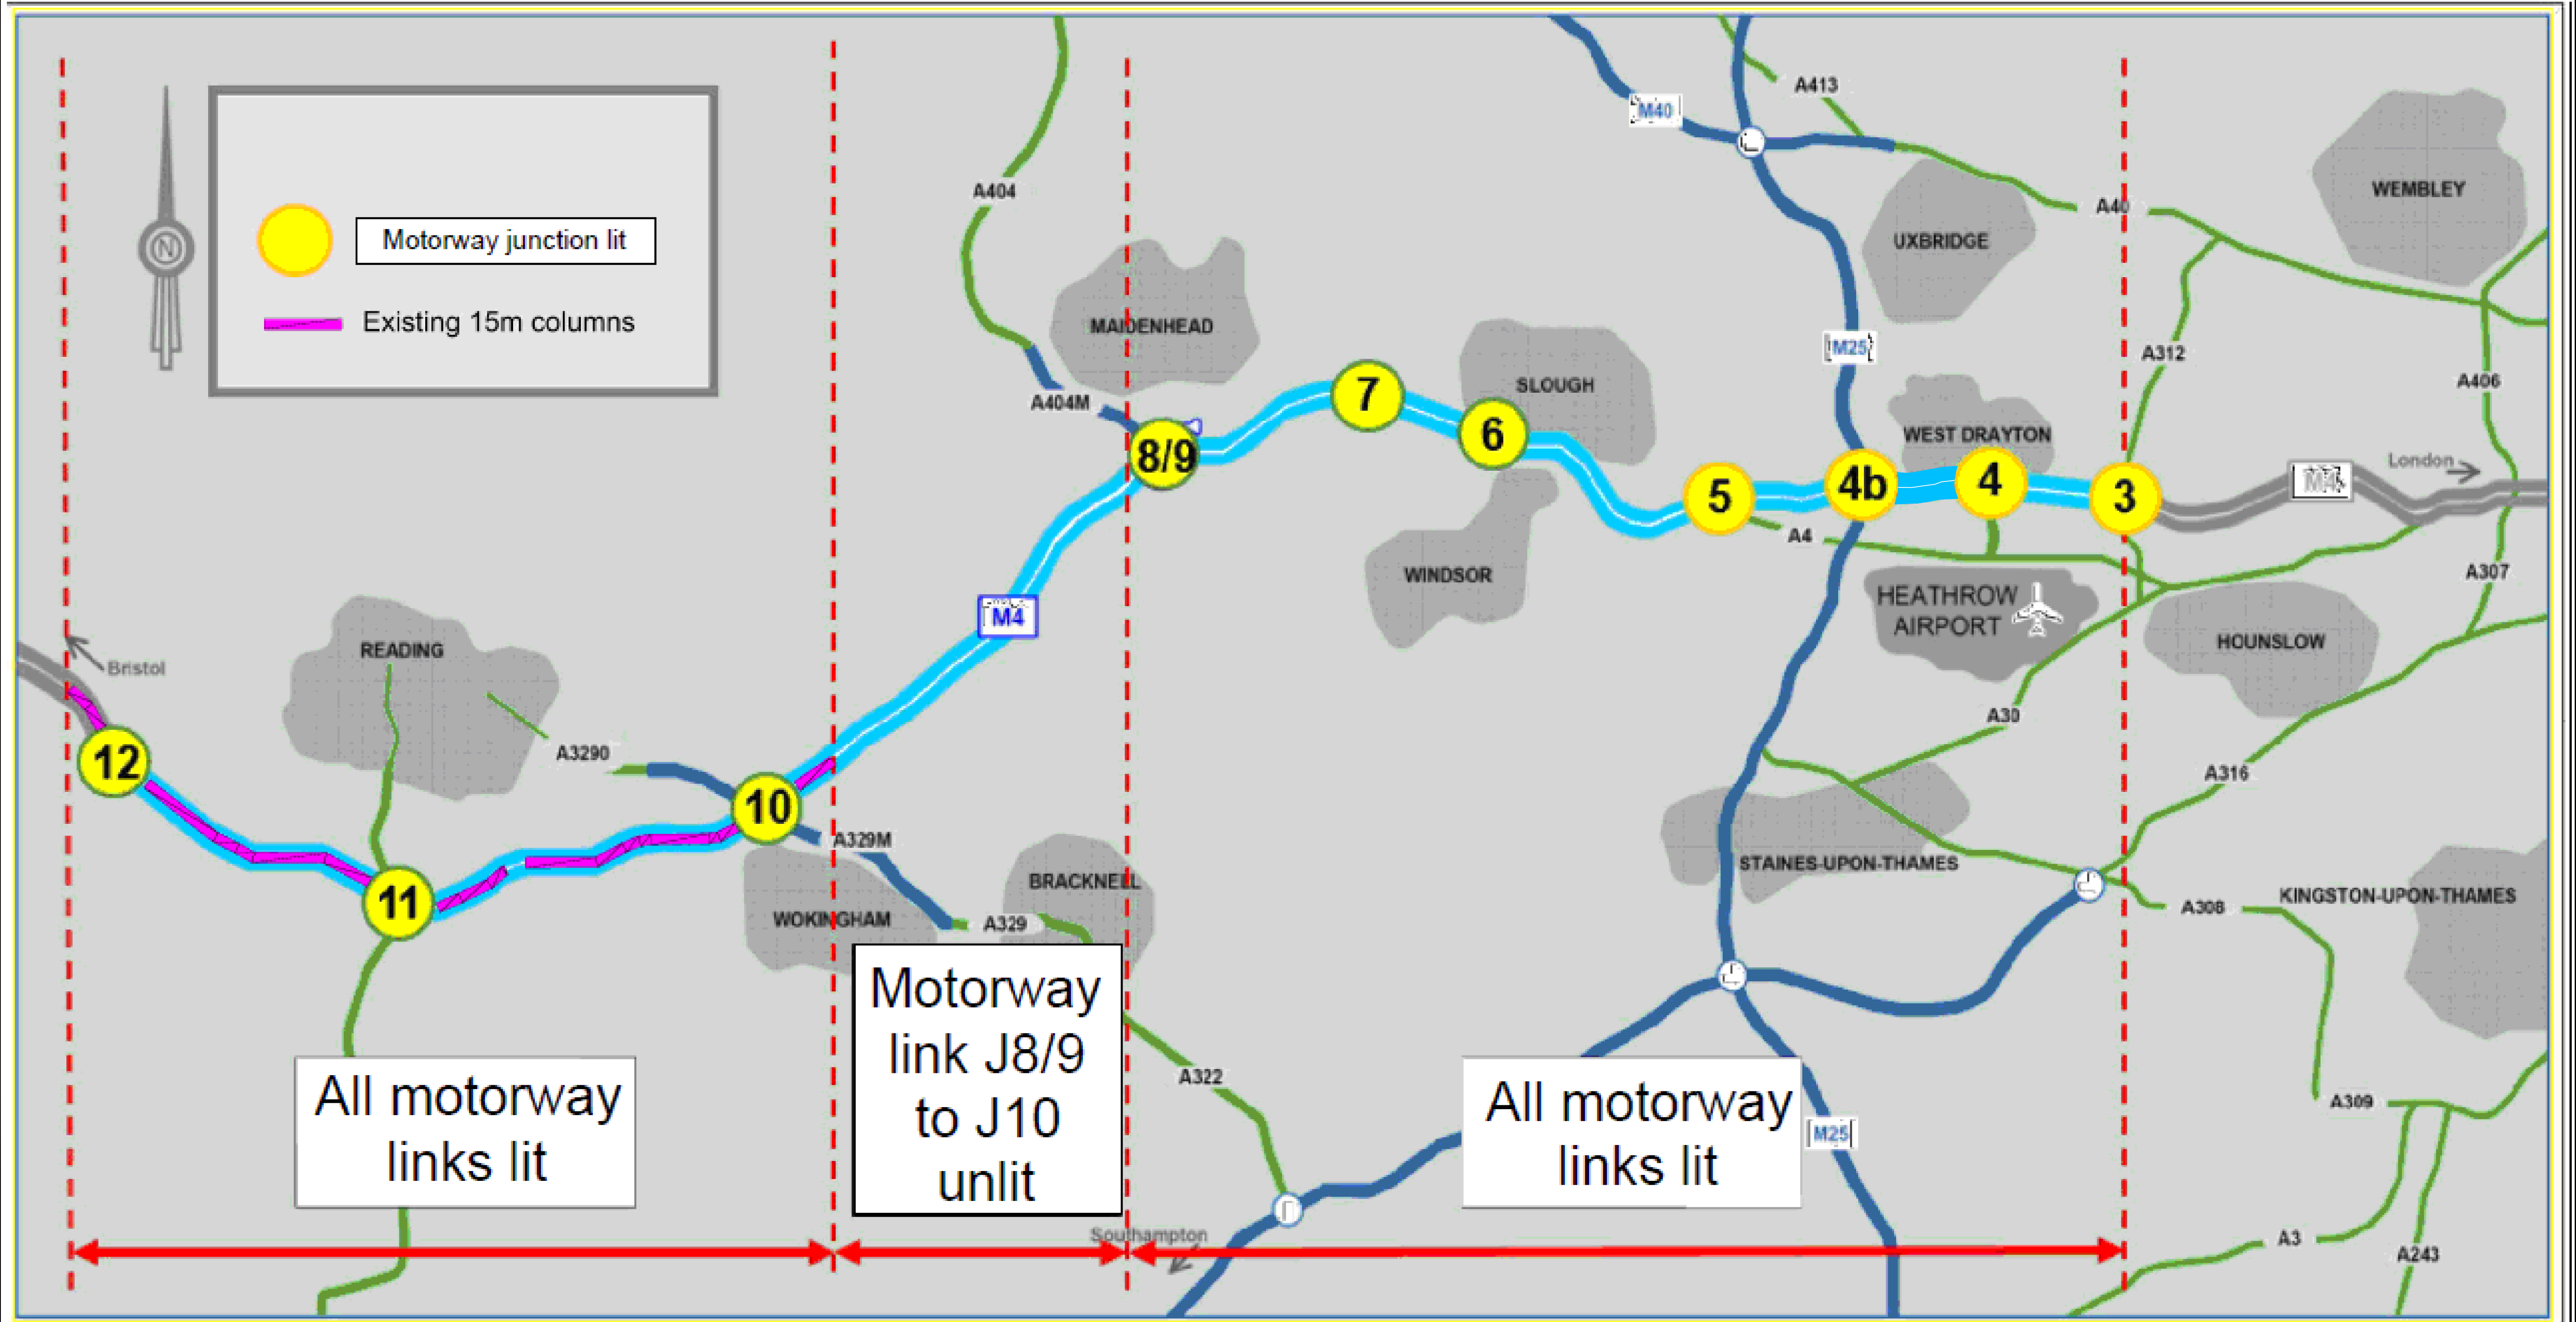 A413
M40
A404
WEMBLEY
A40
N
Motorway junction lit
UXBRIDGE
Existing 15m columns
MAIDENHEAD
M25
A312
A406
SLOUGH
7
A404M
6
WEST DRAYTON
8/9
London
5
4b
4
3
M4
A4
WINDSOR
A307
HEATHROW
AIRPORT
M4
HOUNSLOW
READING
Bristol
A30
12
A3290
A316
10
A329M
STAINES-UPON-THAMES
BRACKNELL
11
KINGSTON-UPON-THAMES
A308
WOKINGHAM
A329
Motorway
link J8/9
to J10
unlit
A322
All motorway
links lit
All motorway
links lit
A309
M25
Southampton
A3
A243